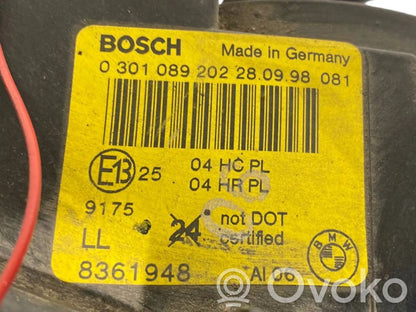 BOSCH Made in Germany
0 301 089 202 28.09.98 081
E13 25 04 HC PL
04 HR PL
9175 24 not DOT
LL certified
8361948 AI 06
BMW
Ovoko